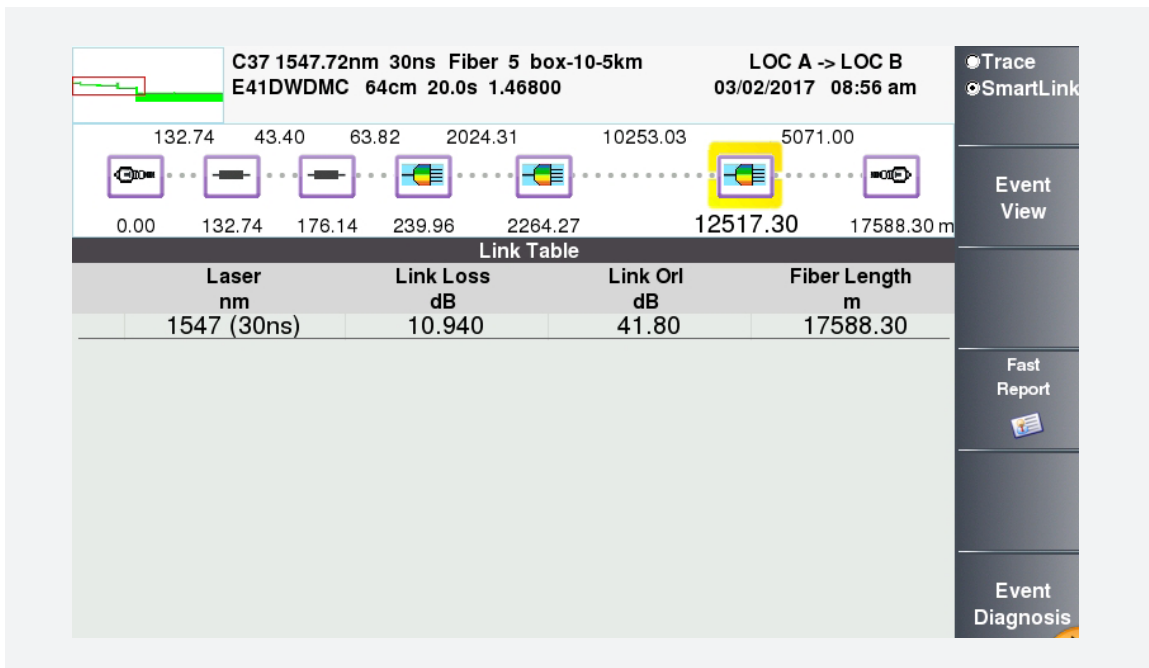 C37 1547.72nm 30ns Fiber 5 box-10-5km LOC A -> LOC B
E41DWDMC 64cm 20.0s 1.46800 03/02/2017 08:56 am
Trace
SmartLink
132.74 43.40 63.82 2024.31 10253.03 5071.00
0.00 132.74 176.14 239.96 2264.27 12517.30 17588.30 m
Event
View
Link Table
Laser Link Loss Link Orl Fiber Length
nm dB dB m
1547 (30ns) 10.940 41.80 17588.30
Fast
Report
Event
Diagnosis